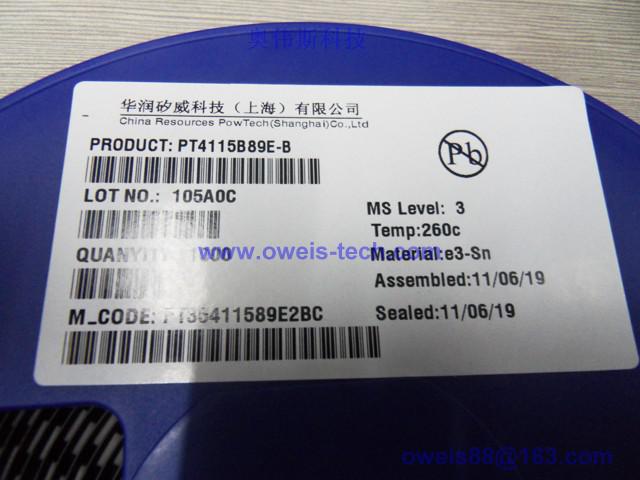 奥伟斯科技
华润矽威科技（上海）有限公司
China Resources PowTech(Shanghai)Co.,Ltd
PRODUCT: PT4115B89E-B
Pb
LOT NO.: 105A0C
MS Level: 3
Temp:260c
QUANYITY:
www.oweis-tech.com
Material:e3-Sn
Assembled:11/06/19
M_CODE:
Sealed:11/06/19
oweis88@163.com